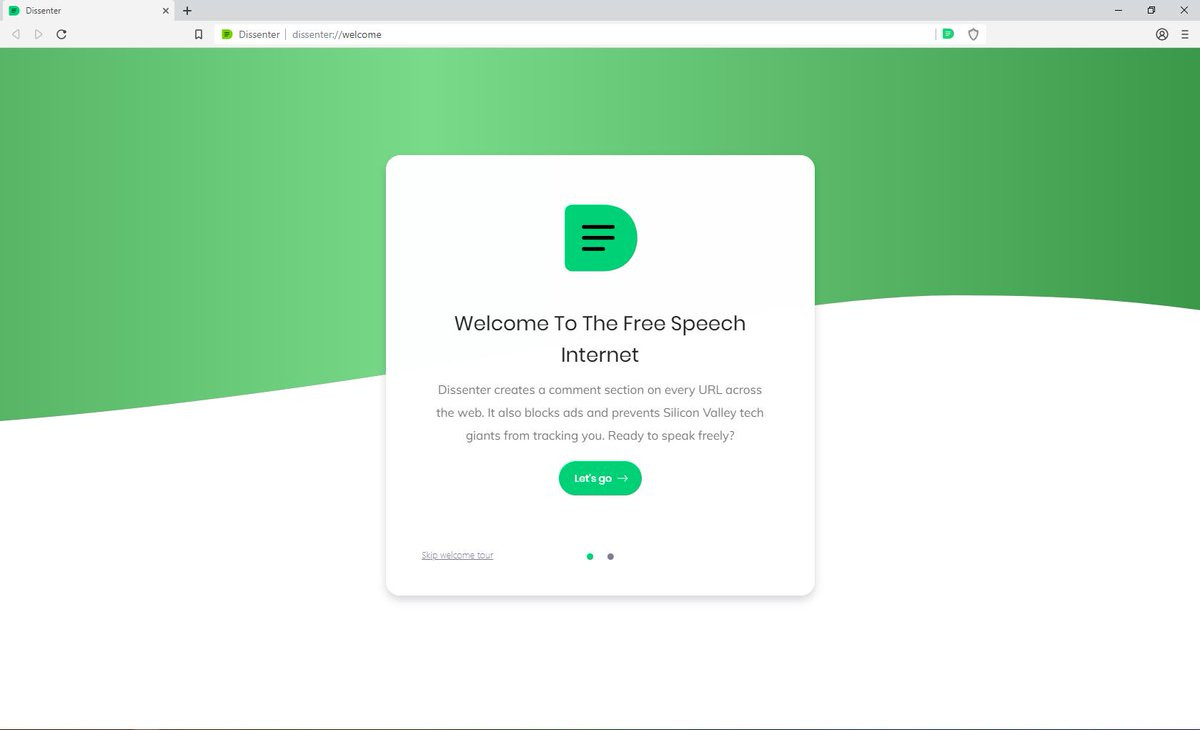 Dissenter
Dissenter dissenter://welcome
Welcome To The Free Speech
Internet
Dissenter creates a comment section on every URL across
the web. It also blocks ads and prevents Silicon Valley tech
giants from tracking you. Ready to speak freely?
Let's go →
Skip welcome tour